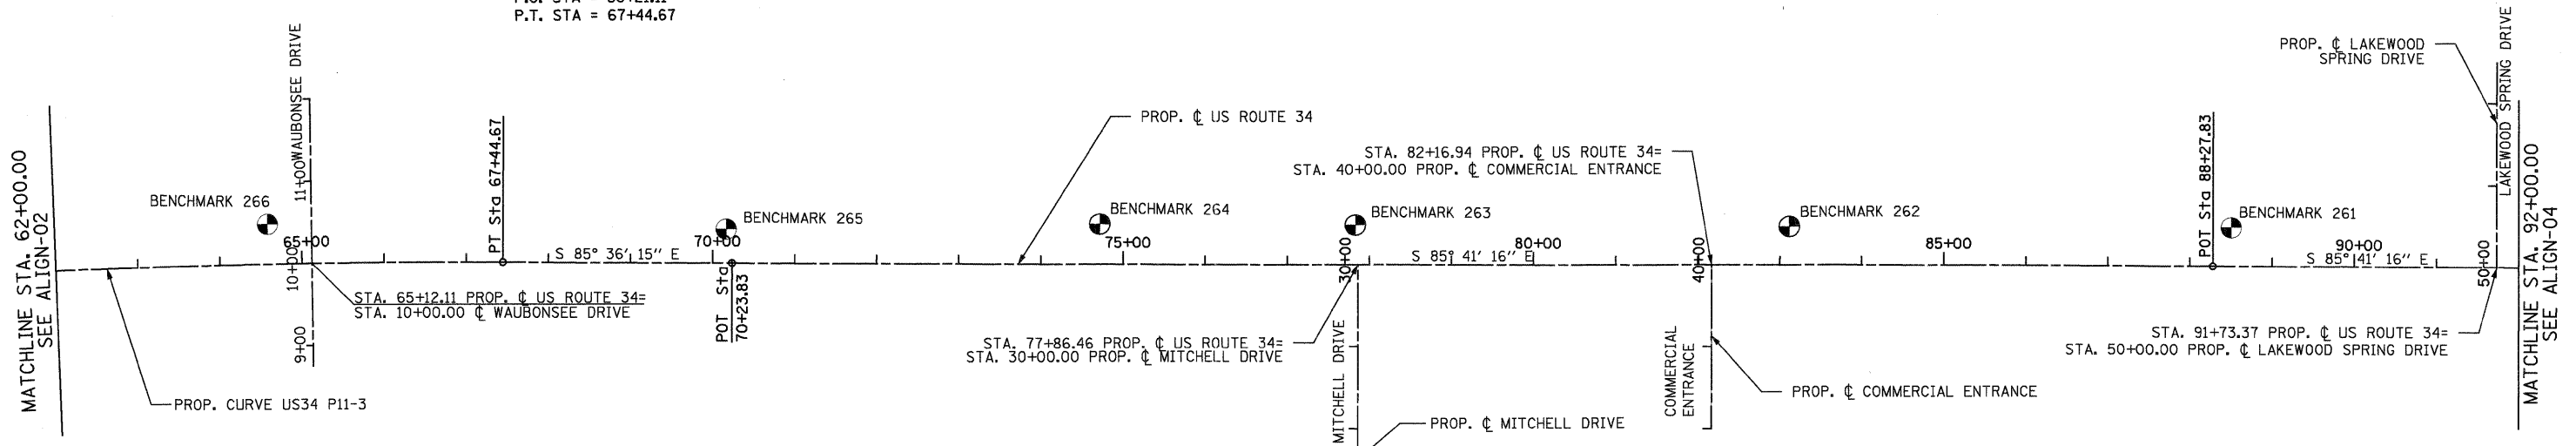 P.T. STA = 67+44.67
MATCHLINE STA. 62+00.00
SEE ALIGN-02
BENCHMARK 266
WAUBONSEE DRIVE
11+00
10+00
9+00
65+00
STA. 65+12.11 PROP. ℄ US ROUTE 34=
STA. 10+00.00 ℄ WAUBONSEE DRIVE
PROP. CURVE US34 P11-3
PT Sta 67+44.67
S 85° 36' 15'' E
70+00
BENCHMARK 265
POT Sta
70+23.83
PROP. ℄ US ROUTE 34
BENCHMARK 264
75+00
BENCHMARK 263
30+00
S 85° 41' 16'' E
80+00
STA. 77+86.46 PROP. ℄ US ROUTE 34=
STA. 30+00.00 PROP. ℄ MITCHELL DRIVE
MITCHELL DRIVE
PROP. ℄ MITCHELL DRIVE
STA. 82+16.94 PROP. ℄ US ROUTE 34=
STA. 40+00.00 PROP. ℄ COMMERCIAL ENTRANCE
40+00
COMMERCIAL
ENTRANCE
PROP. ℄ COMMERCIAL ENTRANCE
BENCHMARK 262
85+00
POT Sta 88+27.83
BENCHMARK 261
90+00
S 85° 41' 16'' E
50+00
PROP. ℄ LAKEWOOD
SPRING DRIVE
LAKEWOOD SPRING DRIVE
STA. 91+73.37 PROP. ℄ US ROUTE 34=
STA. 50+00.00 PROP. ℄ LAKEWOOD SPRING DRIVE
MATCHLINE STA. 92+00.00
SEE ALIGN-04